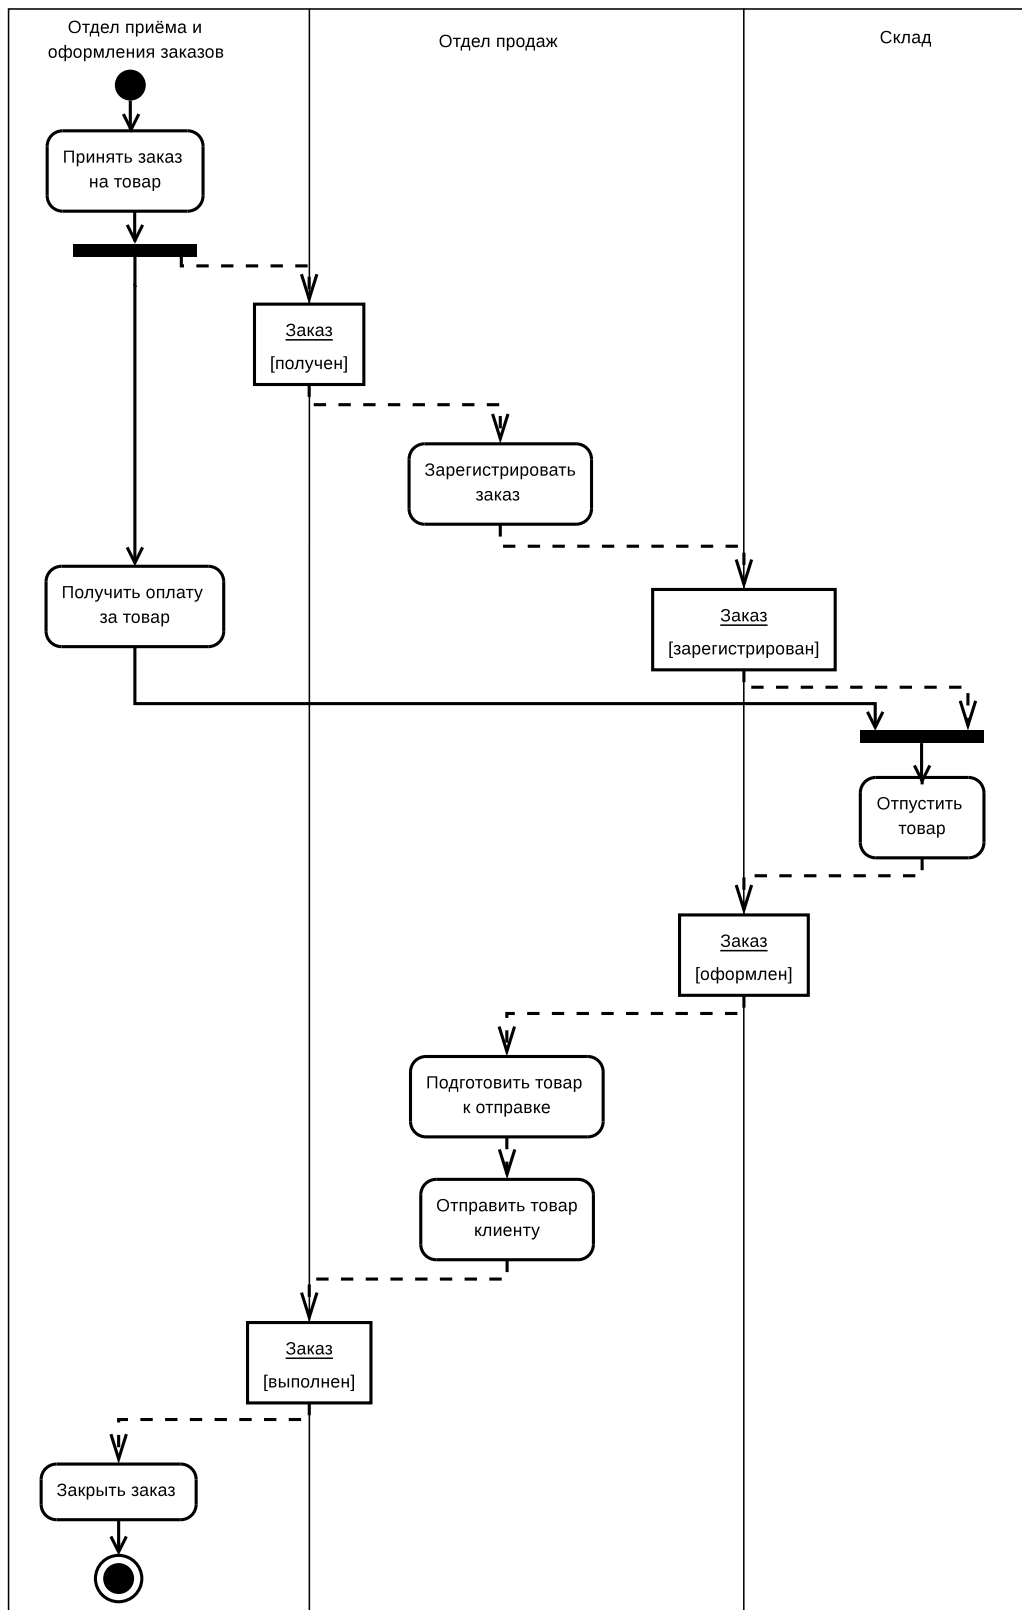 Отдел приёма и
оформления заказов
Отдел продаж
Склад
Принять заказ
на товар
Заказ
[получен]
Зарегистрировать
заказ
Получить оплату
за товар
Заказ
[зарегистрирован]
Отпустить
товар
Заказ
[оформлен]
Подготовить товар
к отправке
Отправить товар
клиенту
Заказ
[выполнен]
Закрыть заказ